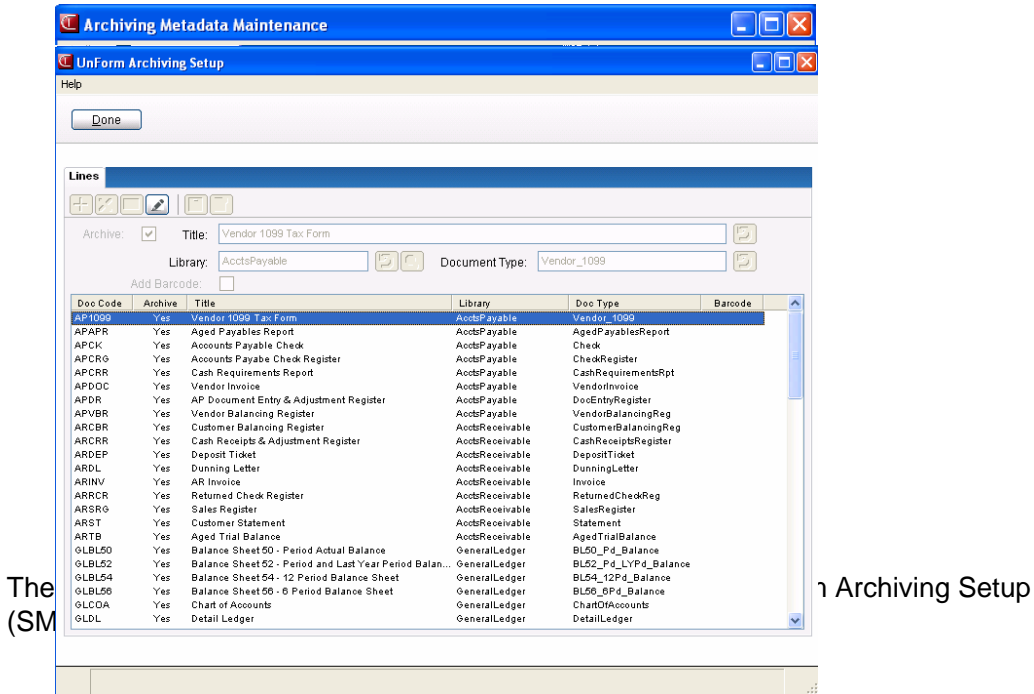 Archiving Metadata Maintenance
UnForm Archiving Setup
Help
Done
Lines
Archive: Title: Vendor 1099 Tax Form
Library: AcctsPayable Document Type: Vendor_1099
Add Barcode:
Doc Code Archive Title Library Doc Type Barcode
AP1099 Yes Vendor 1099 Tax Form AcctsPayable Vendor_1099
APAPR Yes Aged Payables Report AcctsPayable AgedPayablesReport
APCK Yes Accounts Payable Check AcctsPayable Check
APCRG Yes Accounts Payabe Check Register AcctsPayable CheckRegister
APCRR Yes Cash Requirements Report AcctsPayable CashRequirementsRpt
APDOC Yes Vendor Invoice AcctsPayable VendorInvoice
APDR Yes AP Document Entry & Adjustment Register AcctsPayable DocEntryRegister
APVBR Yes Vendor Balancing Register AcctsPayable VendorBalancingReg
ARCBR Yes Customer Balancing Register AcctsReceivable CustomerBalancingReg
ARCRR Yes Cash Receipts & Adjustment Register AcctsReceivable CashReceiptsRegister
ARDEP Yes Deposit Ticket AcctsReceivable DepositTicket
ARDL Yes Dunning Letter AcctsReceivable DunningLetter
ARINV Yes AR Invoice AcctsReceivable Invoice
ARRCR Yes Returned Check Register AcctsReceivable ReturnedCheckReg
ARSRG Yes Sales Register AcctsReceivable SalesRegister
ARST Yes Customer Statement AcctsReceivable Statement
ARTB Yes Aged Trial Balance AcctsReceivable AgedTrialBalance
GLBL50 Yes Balance Sheet 50 - Period Actual Balance GeneralLedger BL50_Pd_Balance
GLBL52 Yes Balance Sheet 52 - Period and Last Year Period Balan... GeneralLedger BL52_Pd_LYPd_Balance
GLBL54 Yes Balance Sheet 54 - 12 Period Balance Sheet GeneralLedger BL54_12Pd_Balance
GLBL56 Yes Balance Sheet 56 - 6 Period Balance Sheet GeneralLedger BL56_6Pd_Balance
GLCOA Yes Chart of Accounts GeneralLedger ChartOfAccounts
GLDL Yes Detail Ledger GeneralLedger DetailLedger
The Archiving Setup
(SM